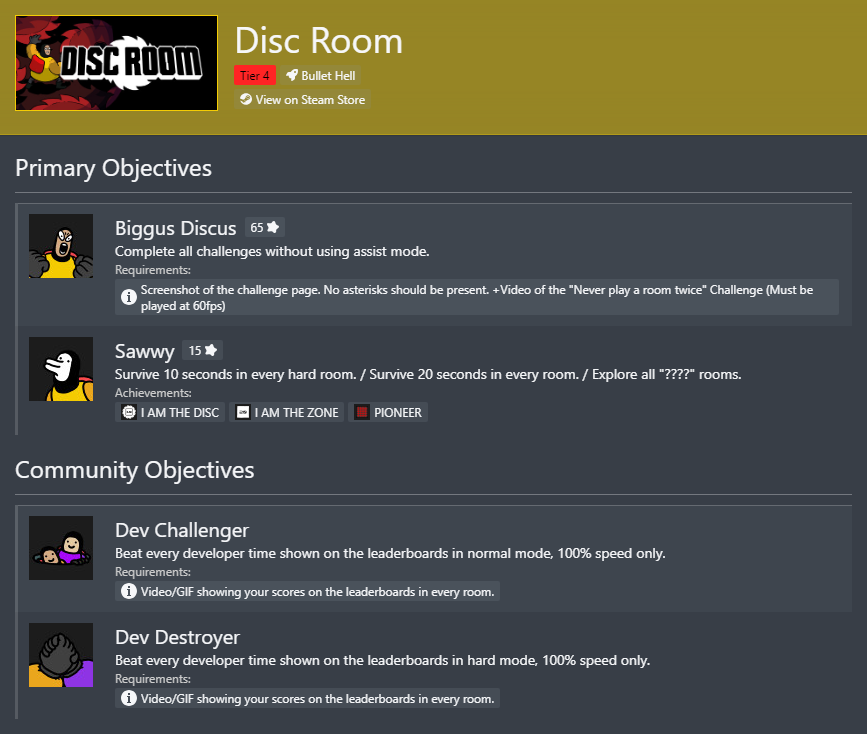 DISC ROOM
Disc Room
Tier 4 Bullet Hell
View on Steam Store
Primary Objectives
Biggus Discus 65
Complete all challenges without using assist mode.
Requirements:
Screenshot of the challenge page. No asterisks should be present. +Video of the "Never play a room twice" Challenge (Must be
played at 60fps)
Sawwy 15
Survive 10 seconds in every hard room. / Survive 20 seconds in every room. / Explore all "????" rooms.
Achievements:
I AM THE DISC I AM THE ZONE PIONEER
Community Objectives
Dev Challenger
Beat every developer time shown on the leaderboards in normal mode, 100% speed only.
Requirements:
Video/GIF showing your scores on the leaderboards in every room.
Dev Destroyer
Beat every developer time shown on the leaderboards in hard mode, 100% speed only.
Requirements:
Video/GIF showing your scores on the leaderboards in every room.